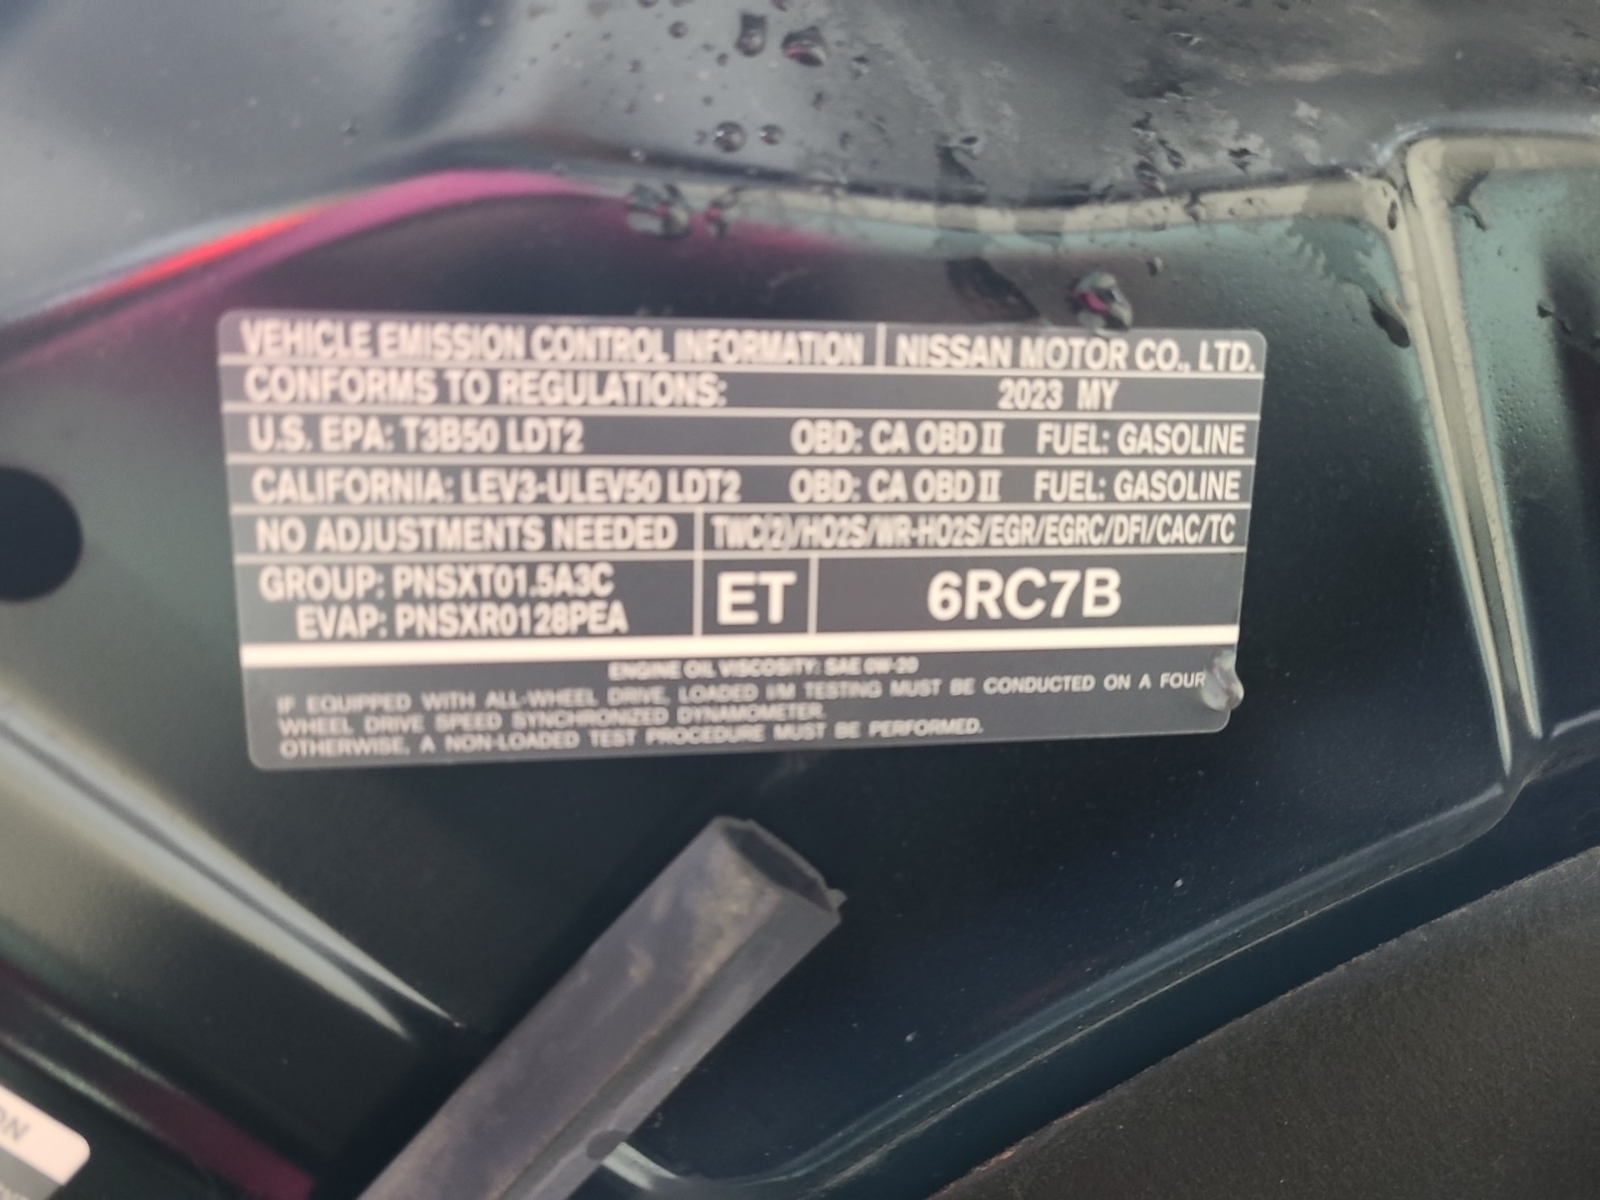 VEHICLE EMISSION CONTROL INFORMATION NISSAN MOTOR CO., LTD.
CONFORMS TO REGULATIONS: 2023 MY
U.S. EPA: T3B50 LDT2 OBD: CA OBD II FUEL: GASOLINE
CALIFORNIA: LEV3-ULEV50 LDT2 OBD: CA OBD II FUEL: GASOLINE
NO ADJUSTMENTS NEEDED TWC(2)/HO2S/WR-HO2S/EGR/EGRC/DFI/CAC/TC
GROUP: PNSXT01.5A3C
EVAP: PNSXR0128PEA
ET 6RC7B
ENGINE OIL VISCOSITY: SAE 0W-20
IF EQUIPPED WITH ALL-WHEEL DRIVE, LOADED I/M TESTING MUST BE CONDUCTED ON A FOUR
WHEEL DRIVE SPEED SYNCHRONIZED DYNAMOMETER.
OTHERWISE, A NON-LOADED TEST PROCEDURE MUST BE PERFORMED.